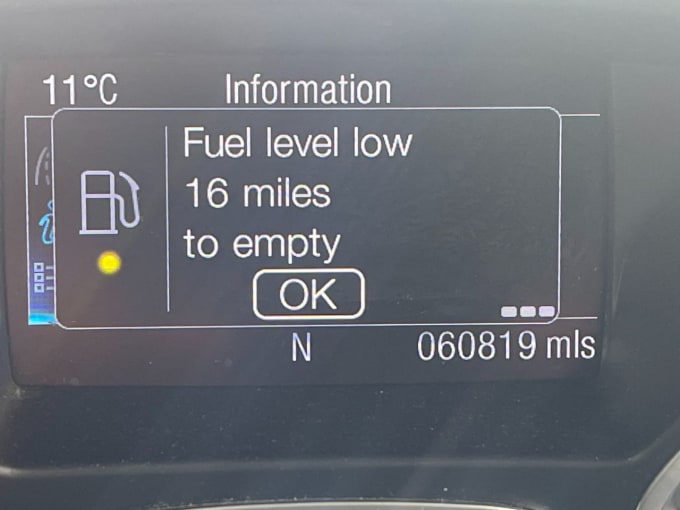 11°C Information
Fuel level low
16 miles
to empty
OK
N 060819 mls